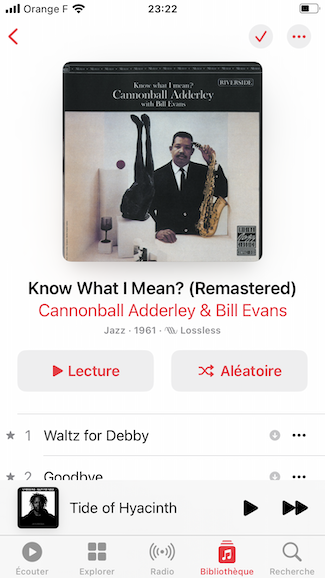 Orange F 23:22
Know what I mean?
RIVERSIDE
Cannonball Adderley
with Bill Evans
Know What I Mean? (Remastered)
Cannonball Adderley & Bill Evans
Jazz · 1961 · Lossless
Lecture
Aléatoire
★ 1 Waltz for Debby
★ 2 Goodbye
Tide of Hyacinth
Écouter
Explorer
Radio
Bibliothèque
Recherche